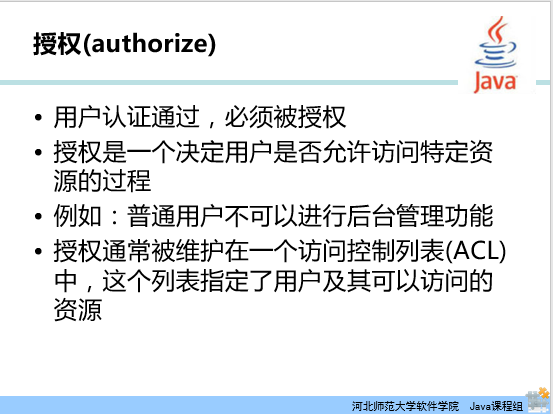 授权(authorize)
Java
• 用户认证通过，必须被授权
• 授权是一个决定用户是否允许访问特定资
源的过程
• 例如：普通用户不可以进行后台管理功能
• 授权通常被维护在一个访问控制列表(ACL)
中，这个列表指定了用户及其可以访问的
资源
河北师范大学软件学院 Java课程组